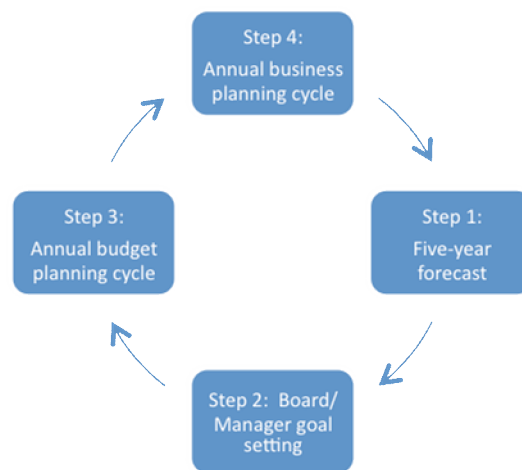 Step 4:
Annual business
planning cycle
Step 3:
Annual budget
planning cycle
Step 1:
Five-year
forecast
Step 2:  Board/
Manager goal
setting